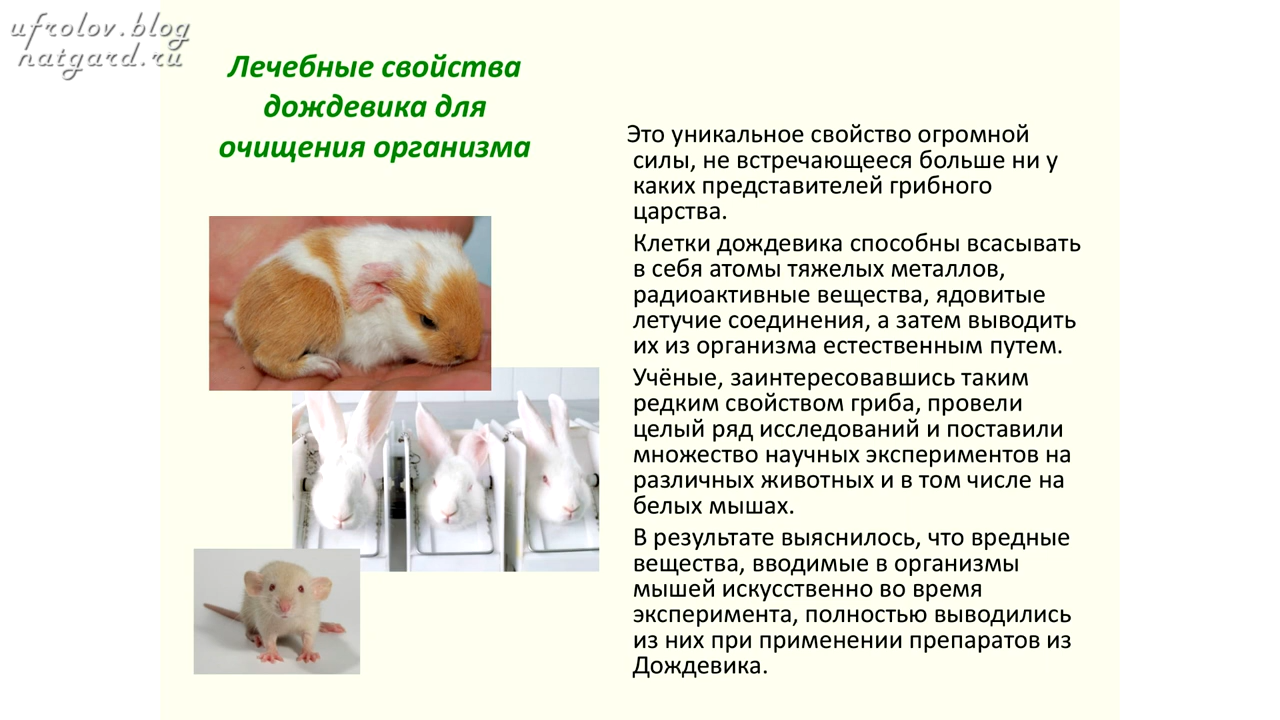 ufrolov.blog
natgard.ru
Лечебные свойства
дождевика для
очищения организма
Это уникальное свойство огромной
силы, не встречающееся больше ни у
каких представителей грибного
царства.
Клетки дождевика способны всасывать
в себя атомы тяжелых металлов,
радиоактивные вещества, ядовитые
летучие соединения, а затем выводить
их из организма естественным путем.
Учёные, заинтересовавшись таким
редким свойством гриба, провели
целый ряд исследований и поставили
множество научных экспериментов на
различных животных и в том числе на
белых мышах.
В результате выяснилось, что вредные
вещества, вводимые в организмы
мышей искусственно во время
эксперимента, полностью выводились
из них при применении препаратов из
Дождевика.